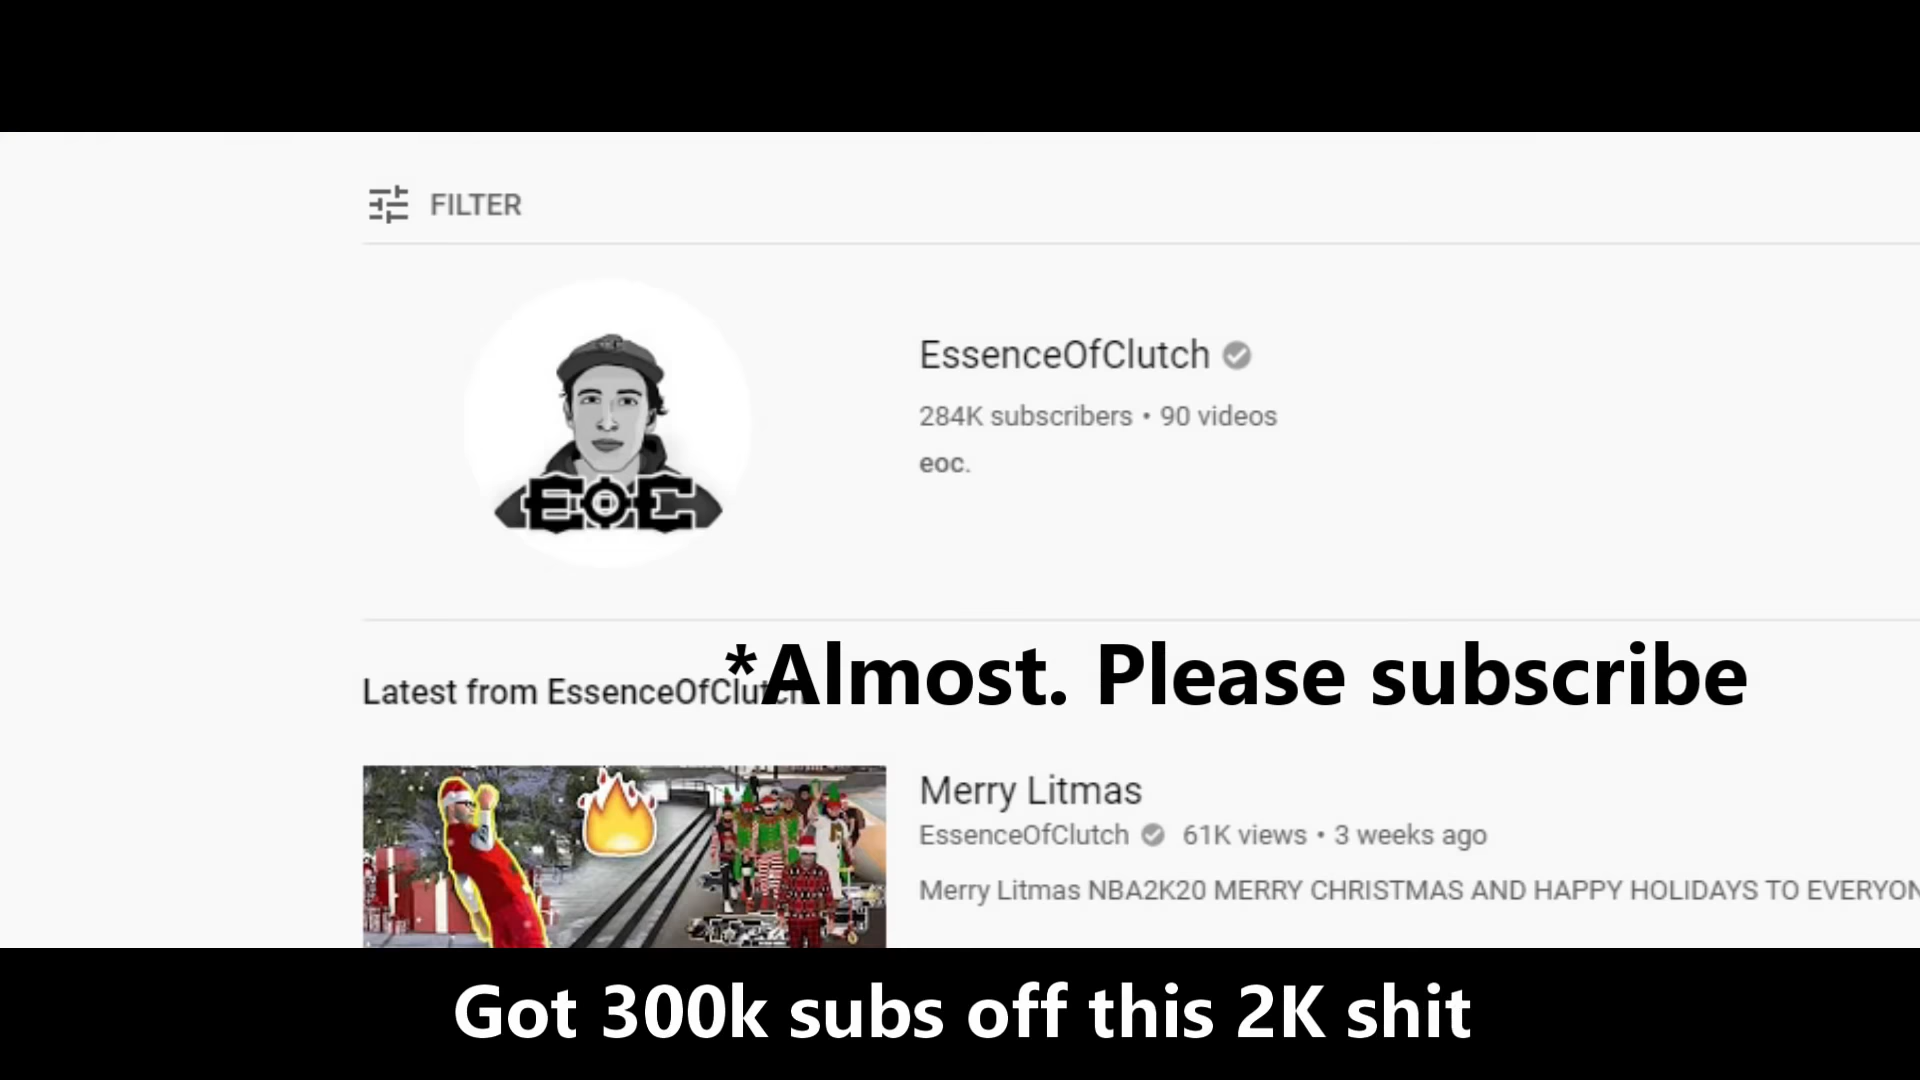 FILTER
EssenceOfClutch
284K subscribers • 90 videos
eoc.
EOC
*Almost. Please subscribe
Latest from EssenceOfClutch
Merry Litmas
EssenceOfClutch 61K views • 3 weeks ago
Merry Litmas NBA2K20 MERRY CHRISTMAS AND HAPPY HOLIDAYS TO EVERYON
Got 300k subs off this 2K shit